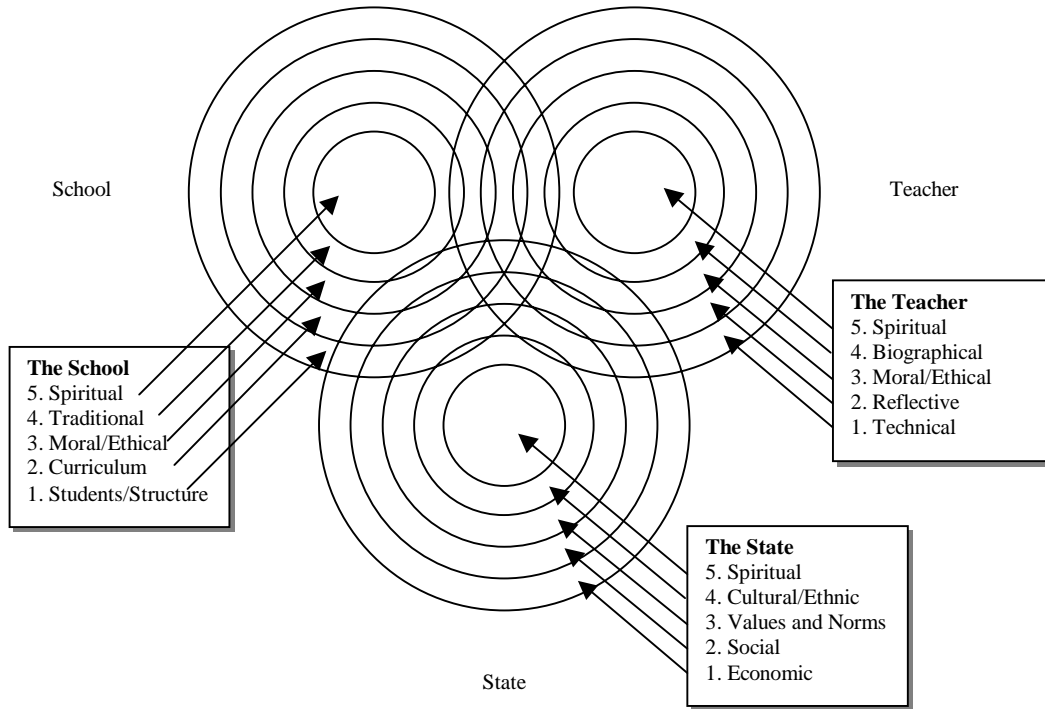 School
Teacher
The Teacher
5. Spiritual
4. Biographical
3. Moral/Ethical
2. Reflective
1. Technical
The School
5. Spiritual
4. Traditional
3. Moral/Ethical
2. Curriculum
1. Students/Structure
The State
5. Spiritual
4. Cultural/Ethnic
3. Values and Norms
2. Social
1. Economic
State